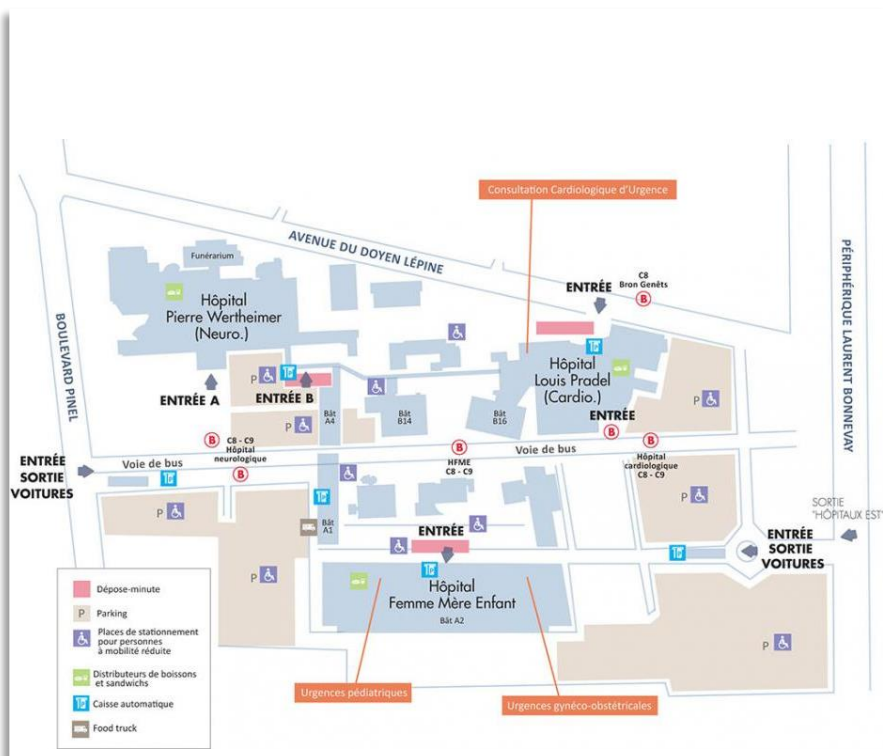 Consultation Cardiologique d'Urgence
AVENUE DU DOYEN LÉPINE
C8
Bron Genêts
B
ENTRÉE
PÉRIPHÉRIQUE LAURENT BONNEVAY
BOULEVARD PINEL
Funérarium
Hôpital
Pierre Wertheimer
(Neuro.)
Hôpital
Louis Pradel
(Cardio.)
P
P
ENTRÉE A
ENTRÉE B
Bât
A4
Bât
B14
Bât
B16
ENTRÉE
P
B
C8 - C9
Hôpital
neurologique
B
B
HFME
C8 - C9
B
B
Hôpital
cardiologique
C8 - C9
Voie de bus
Voie de bus
ENTRÉE
SORTIE
VOITURES
P
P
P
Bât
A1
ENTRÉE
SORTIE
"HÔPITAUX EST"
ENTRÉE
SORTIE
VOITURES
Hôpital
Femme Mère Enfant
Bât A2
P
Urgences pédiatriques
Urgences gynéco-obstétricales
Dépose-minute
P Parking
Places de stationnement
pour personnes
à mobilité réduite
Distributeurs de boissons
et sandwichs
Caisse automatique
Food truck